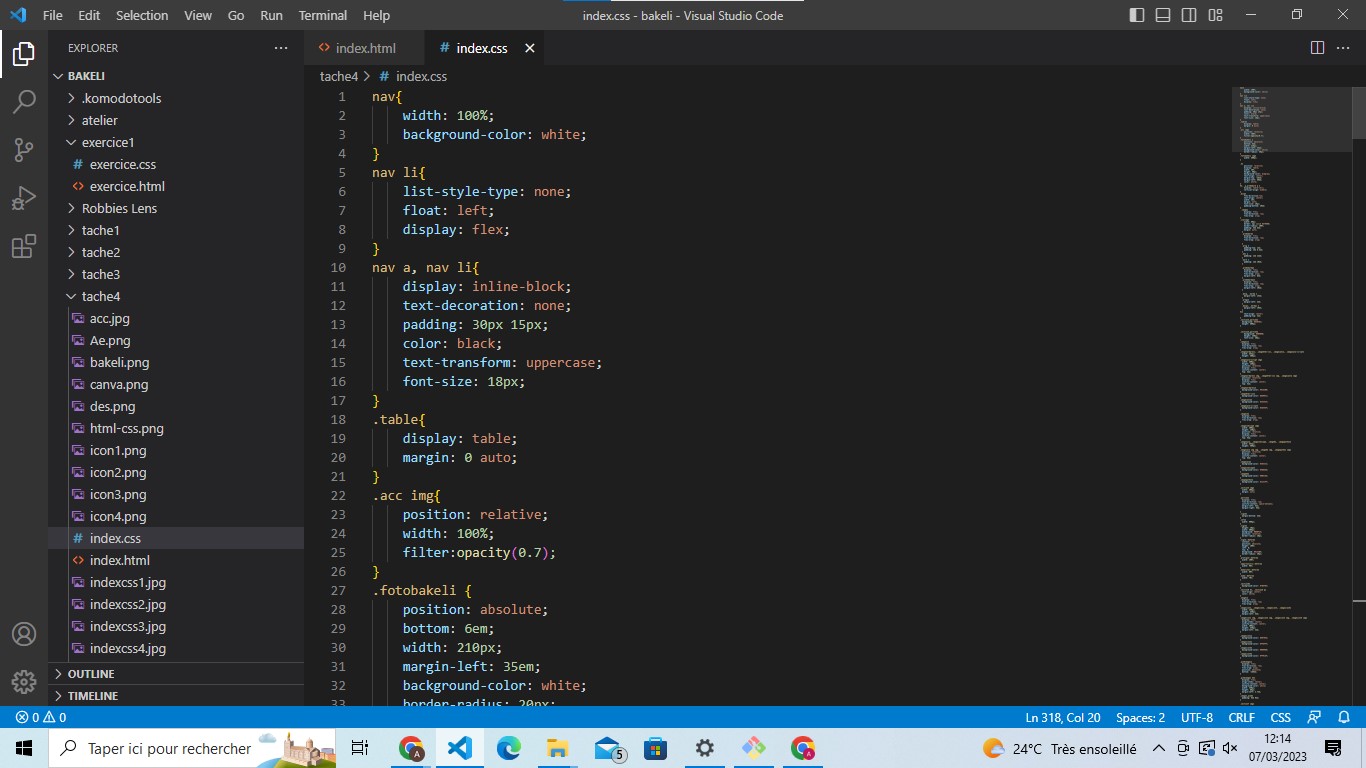 File Edit Selection View Go Run Terminal Help
index.css - bakeli - Visual Studio Code
EXPLORER
BAKELI
.komodotools
atelier
exercice1
exercice.css
exercice.html
Robbies Lens
tache1
tache2
tache3
tache4
acc.jpg
Ae.png
bakeli.png
canva.png
des.png
html-css.png
icon1.png
icon2.png
icon3.png
icon4.png
index.css
index.html
indexcss1.jpg
indexcss2.jpg
indexcss3.jpg
indexcss4.jpg
OUTLINE
TIMELINE
index.html index.css
tache4 > # index.css
1 nav{
2 width: 100%;
3 background-color: white;
4 }
5 nav li{
6 list-style-type: none;
7 float: left;
8 display: flex;
9 }
10 nav a, nav li{
11 display: inline-block;
12 text-decoration: none;
13 padding: 30px 15px;
14 color: black;
15 text-transform: uppercase;
16 font-size: 18px;
17 }
18 .table{
19 display: table;
20 margin: 0 auto;
21 }
22 .acc img{
23 position: relative;
24 width: 100%;
25 filter:opacity(0.7);
26 }
27 .fotobakeli {
28 position: absolute;
29 bottom: 6em;
30 width: 210px;
31 margin-left: 35em;
32 background-color: white;
33 border-radius: 20px;
0 0 Ln 318, Col 20 Spaces: 2 UTF-8 CRLF CSS
Taper ici pour rechercher
5
24°C Très ensoleillé
12:14
07/03/2023